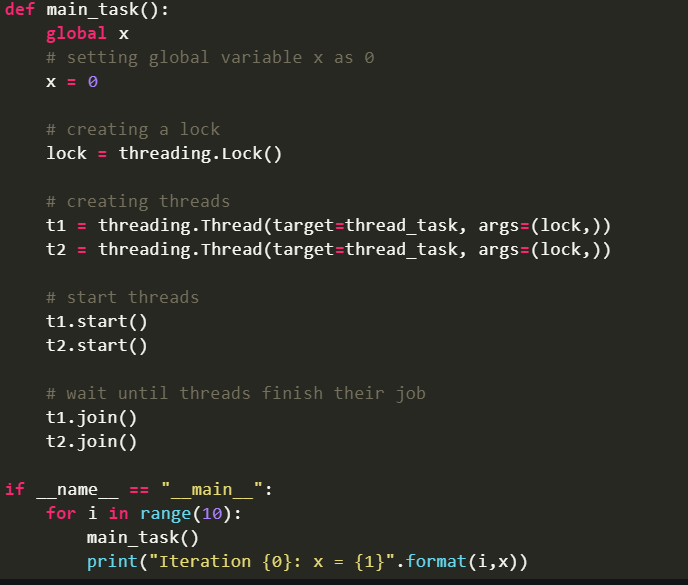 def main_task():
    global x
    # setting global variable x as 0
    x = 0

    # creating a lock
    lock = threading.Lock()

    # creating threads
    t1 = threading.Thread(target=thread_task, args=(lock,))
    t2 = threading.Thread(target=thread_task, args=(lock,))

    # start threads
    t1.start()
    t2.start()

    # wait until threads finish their job
    t1.join()
    t2.join()

if __name__ == "__main__":
    for i in range(10):
        main_task()
        print("Iteration {0}: x = {1}".format(i,x))